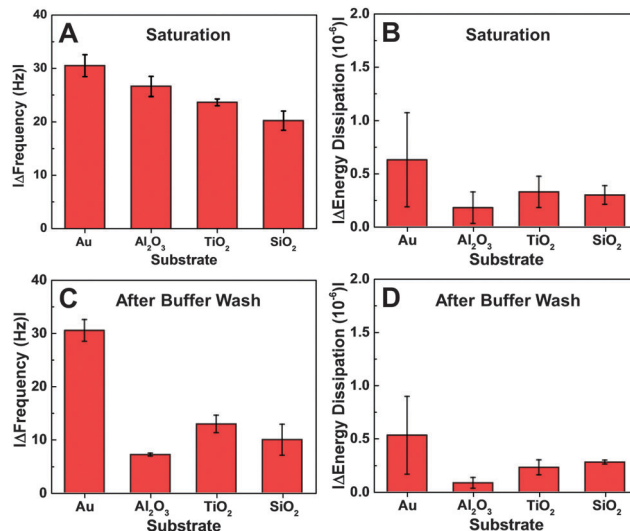 A
Saturation
|ΔFrequency (Hz)|
40
30
20
10
0
Au
Al₂O₃
TiO₂
SiO₂
Substrate
B
Saturation
|ΔEnergy Dissipation (10⁻⁶)|
2.0
1.5
1.0
0.5
0.0
Au
Al₂O₃
TiO₂
SiO₂
Substrate
C
After Buffer Wash
|ΔFrequency (Hz)|
40
30
20
10
0
Au
Al₂O₃
TiO₂
SiO₂
Substrate
D
After Buffer Wash
|ΔEnergy Dissipation (10⁻⁶)|
2.0
1.5
1.0
0.5
0.0
Au
Al₂O₃
TiO₂
SiO₂
Substrate